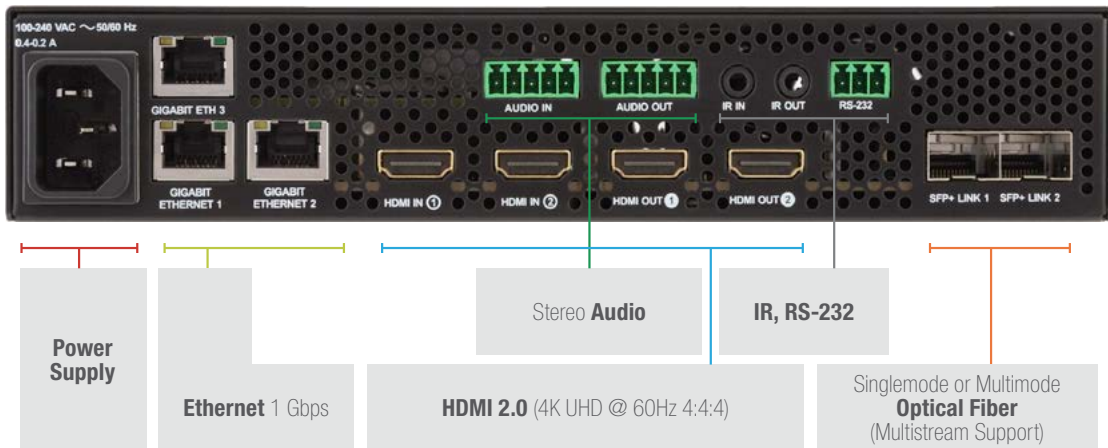 100-240 VAC ~ 50/60 Hz
0.4-0.2 A
GIGABIT ETH 3
AUDIO IN
AUDIO OUT
IR IN
IR OUT
RS-232
GIGABIT
ETHERNET 1
GIGABIT
ETHERNET 2
HDMI IN ①
HDMI IN ②
HDMI OUT ❶
HDMI OUT ❷
SFP+ LINK 1
SFP+ LINK 2
Stereo Audio
IR, RS-232
Power
Supply
Ethernet 1 Gbps
HDMI 2.0 (4K UHD @ 60Hz 4:4:4)
Singlemode or Multimode
Optical Fiber
(Multistream Support)